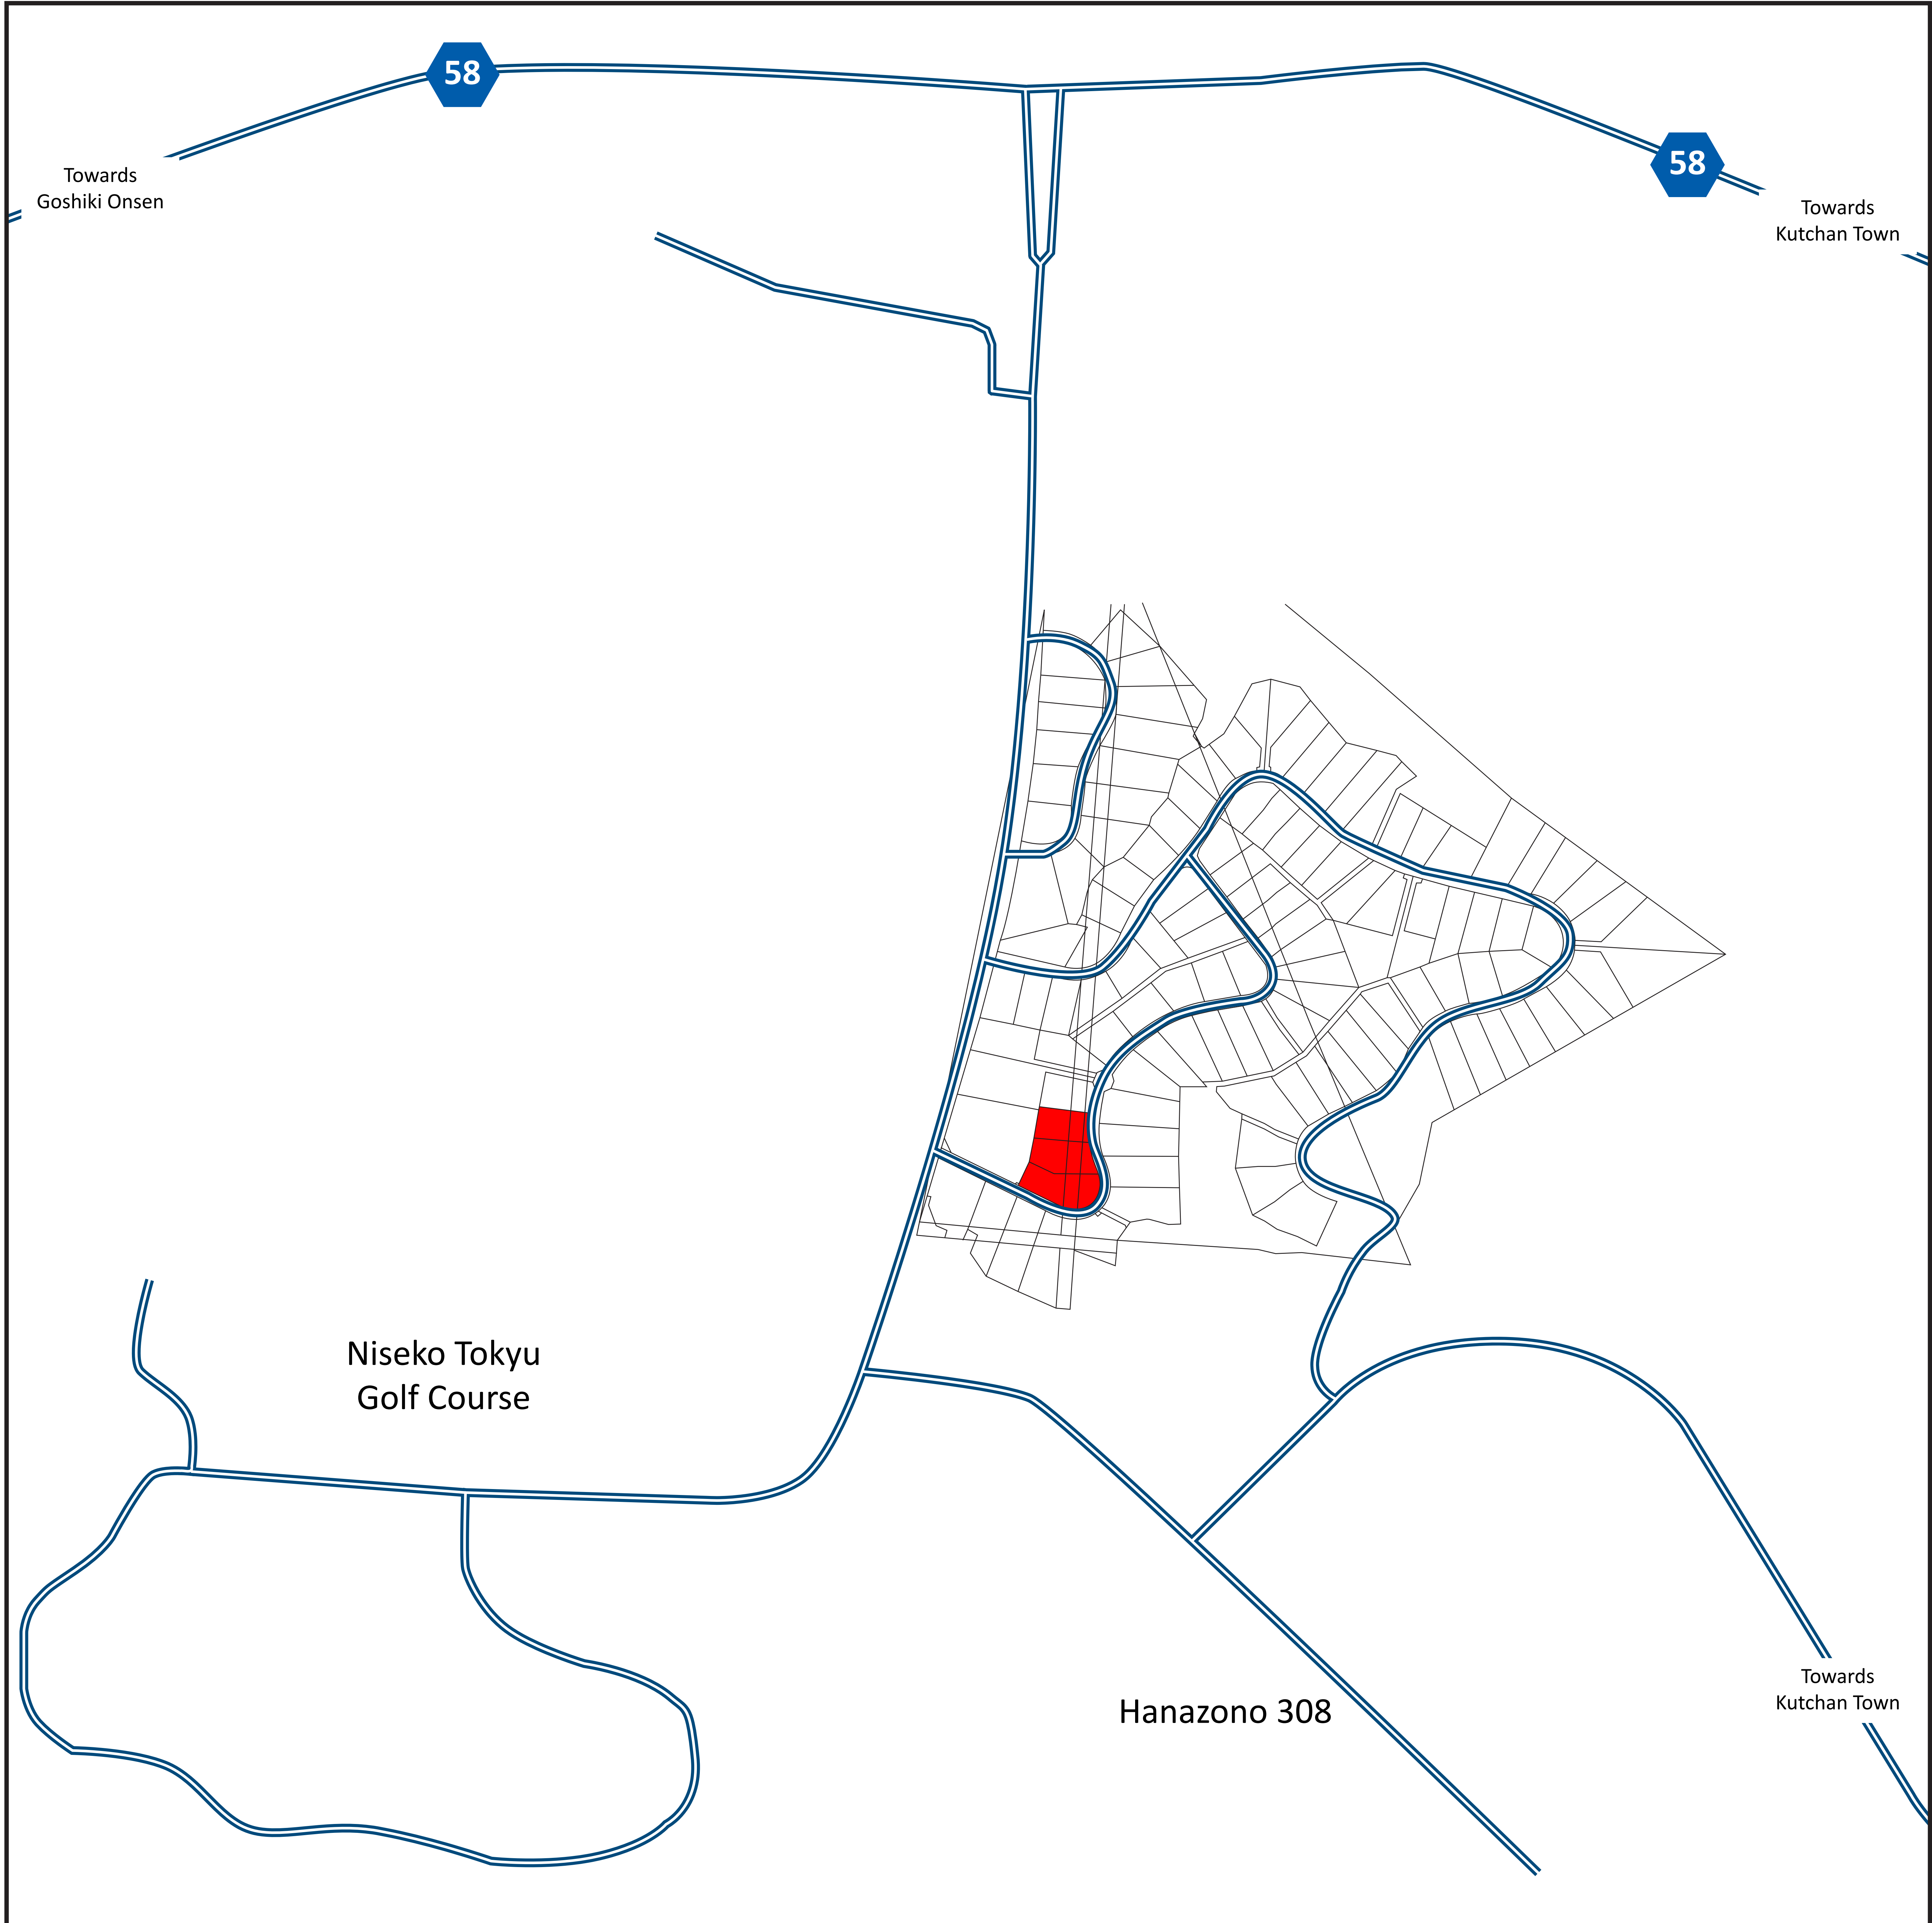 58
58
Towards
Goshiki Onsen
Towards
Kutchan Town
Niseko Tokyu
Golf Course
Towards
Kutchan Town
Hanazono 308